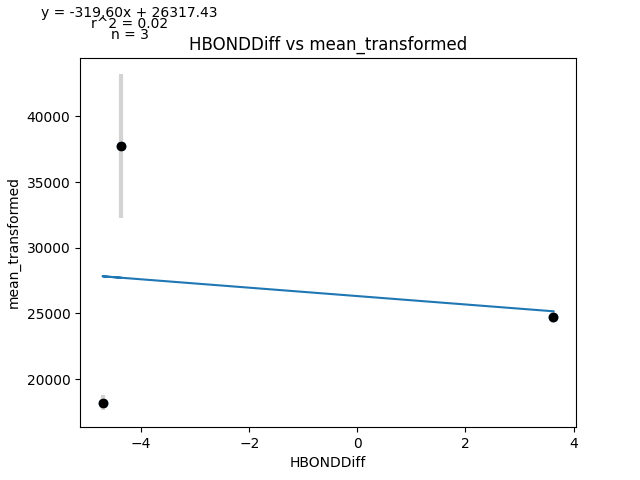 y = -319.60x + 26317.43
r^2 = 0.02
n = 3
HBONDDiff vs mean_transformed
mean_transformed
40000
35000
30000
25000
20000
−4
−2
0
2
4
HBONDDiff